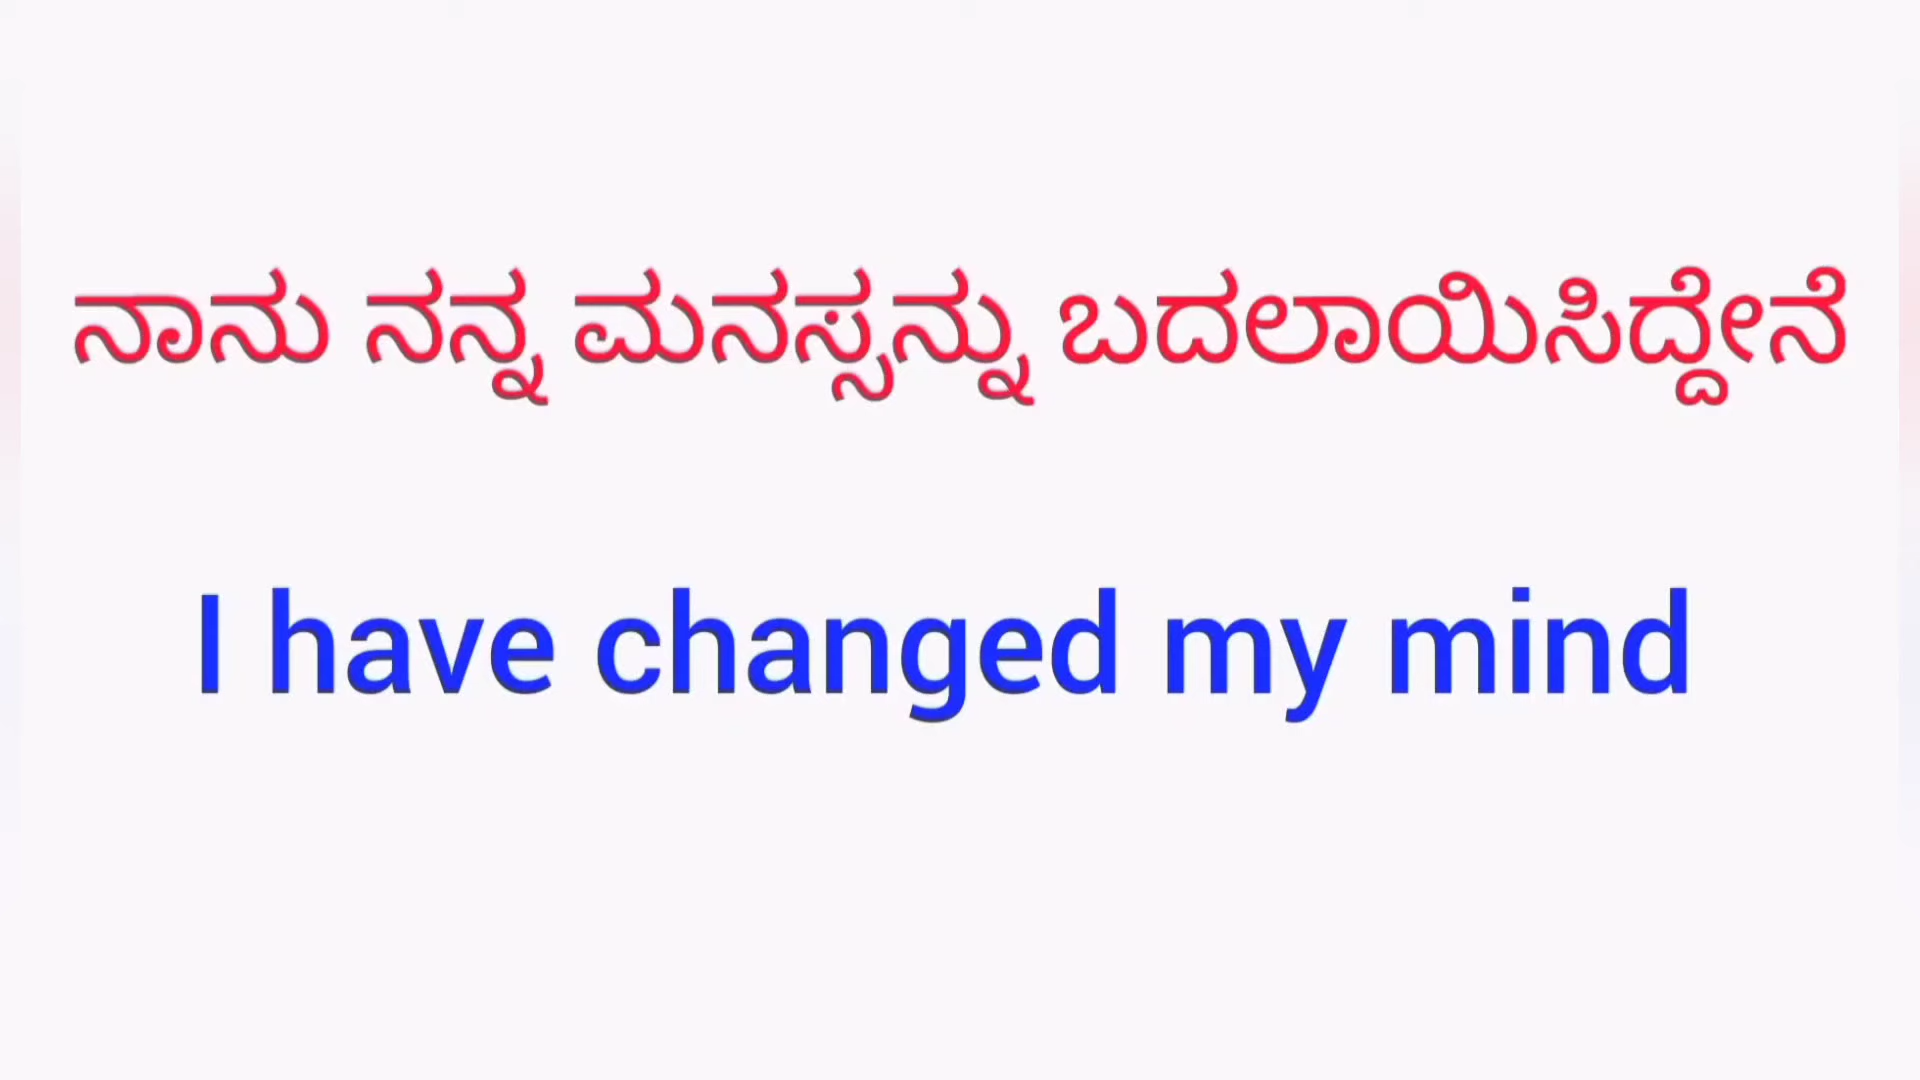 ನಾನು ನನ್ನ ಮನಸ್ಸನ್ನು ಬದಲಾಯಿಸಿದ್ದೇನೆ
I have changed my mind